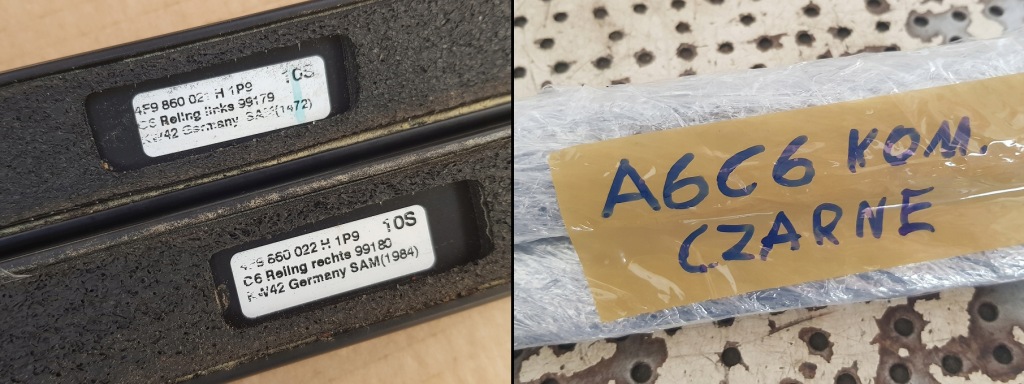 4F9 860 021 H 1P9 10S
C6 Reling links 99179
KW42 Germany SAM(1472)
4F9 860 022 H 1P9 10S
C6 Reling rechts 99180
KW42 Germany SAM(1984)
A6C6 KOM.
CZARNE